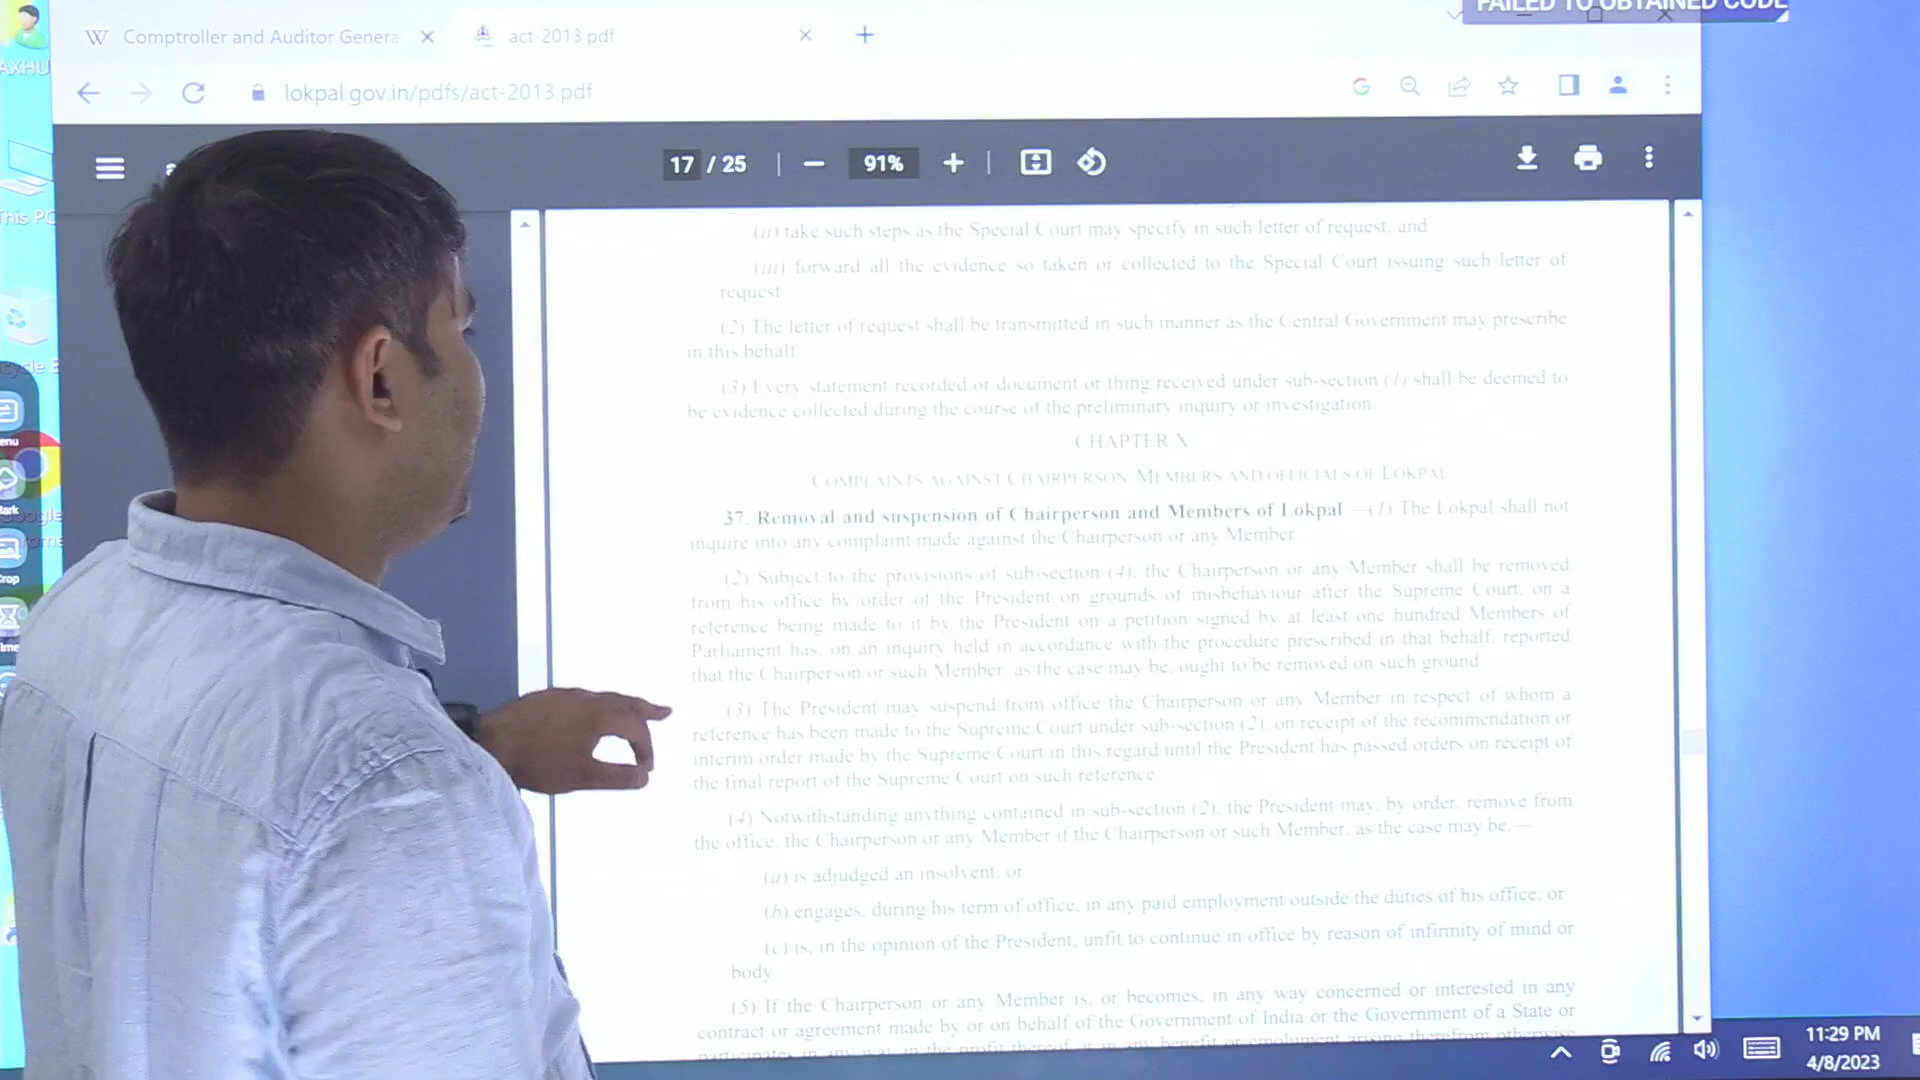 FAILED TO OBTAINED CODE
Comptroller and Auditor Genera
act-2013.pdf
AXHU
lokpal.gov.in/pdfs/act-2013.pdf
17 / 25
91%
This PC
(ii) take such steps as the Special Court may specify in such letter of request; and
(iii) forward all the evidence so taken or collected to the Special Court issuing such letter of
request
(2) The letter of request shall be transmitted in such manner as the Central Government may prescribe
in this behalf
(3) Every statement recorded or document or thing received under sub-section (1) shall be deemed to
be evidence collected during the course of the preliminary inquiry or investigation.
CHAPTER X
COMPLAINTS AGAINST CHAIRPERSON, MEMBERS AND OFFICIALS OF LOKPAL
37. Removal and suspension of Chairperson and Members of Lokpal.—(1) The Lokpal shall not
inquire into any complaint made against the Chairperson or any Member
(2) Subject to the provisions of sub-section (4), the Chairperson or any Member shall be removed
from his office by order of the President on grounds of misbehaviour after the Supreme Court, on a
reference being made to it by the President on a petition signed by at least one hundred Members of
Parliament has, on an inquiry held in accordance with the procedure prescribed in that behalf, reported
that the Chairperson or such Member, as the case may be, ought to be removed on such ground
(3) The President may suspend from office the Chairperson or any Member in respect of whom a
reference has been made to the Supreme Court under sub-section (2), on receipt of the recommendation or
interim order made by the Supreme Court in this regard until the President has passed orders on receipt of
the final report of the Supreme Court on such reference.
(4) Notwithstanding anything contained in sub-section (2), the President may, by order, remove from
the office, the Chairperson or any Member if the Chairperson or such Member, as the case may be,—
(a) is adjudged an insolvent, or
(b) engages, during his term of office, in any paid employment outside the duties of his office, or
(c) is, in the opinion of the President, unfit to continue in office by reason of infirmity of mind or
body
(5) If the Chairperson or any Member is, or becomes, in any way concerned or interested in any
contract or agreement made by or on behalf of the Government of India or the Government of a State or
participates in any way in the profit thereof or in any benefit or emolument arising therefrom otherwise
11:29 PM
4/8/2023